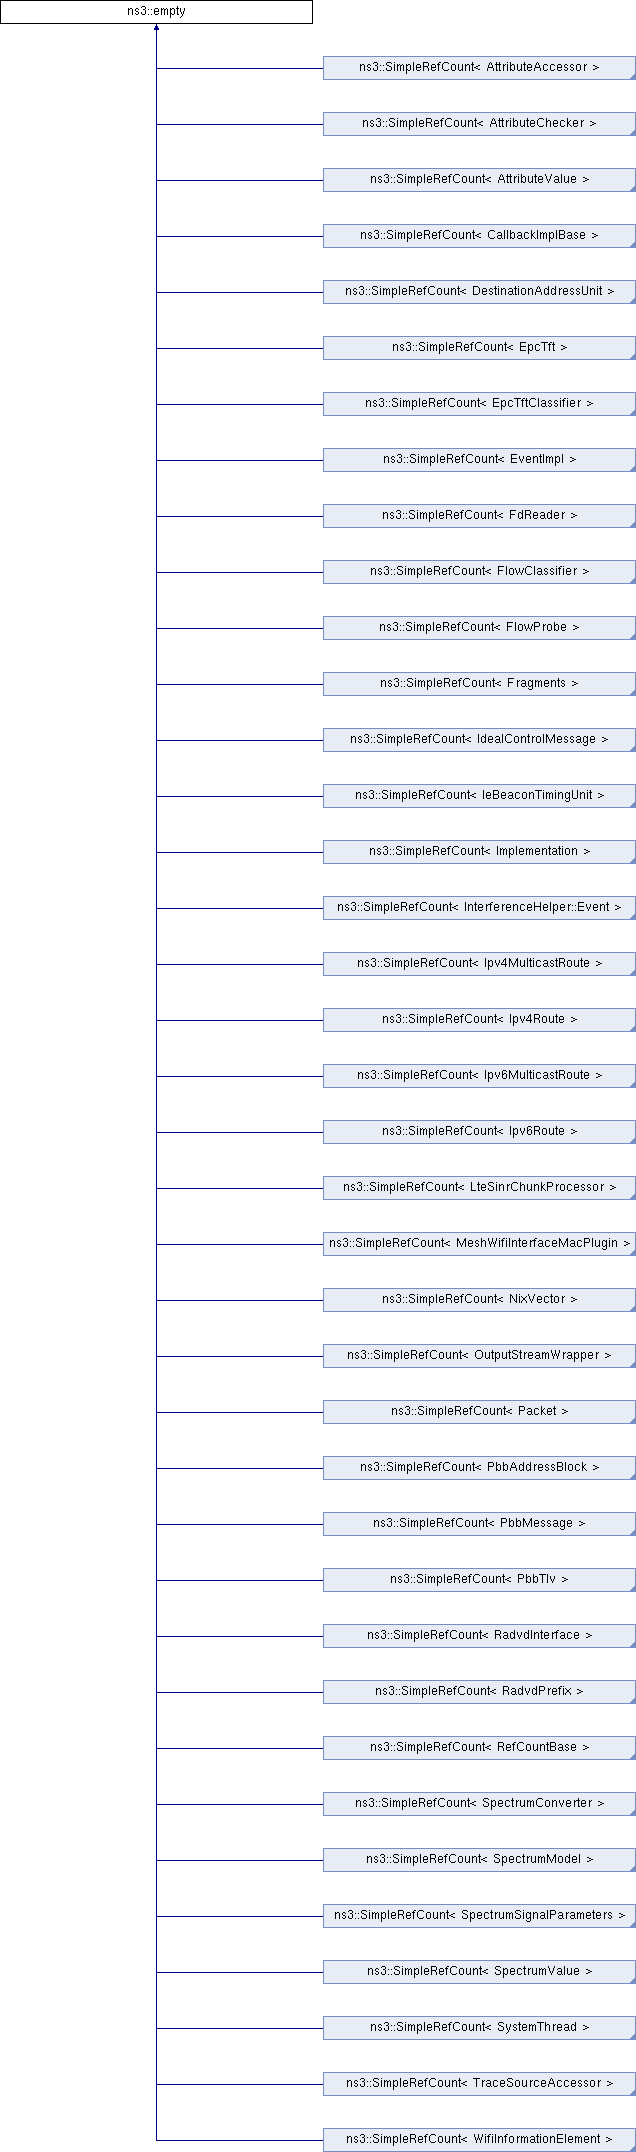 ns3::empty
ns3::SimpleRefCount< AttributeAccessor >
ns3::SimpleRefCount< AttributeChecker >
ns3::SimpleRefCount< AttributeValue >
ns3::SimpleRefCount< CallbackImplBase >
ns3::SimpleRefCount< DestinationAddressUnit >
ns3::SimpleRefCount< EpcTft >
ns3::SimpleRefCount< EpcTftClassifier >
ns3::SimpleRefCount< EventImpl >
ns3::SimpleRefCount< FdReader >
ns3::SimpleRefCount< FlowClassifier >
ns3::SimpleRefCount< FlowProbe >
ns3::SimpleRefCount< Fragments >
ns3::SimpleRefCount< IdealControlMessage >
ns3::SimpleRefCount< IeBeaconTimingUnit >
ns3::SimpleRefCount< Implementation >
ns3::SimpleRefCount< InterferenceHelper::Event >
ns3::SimpleRefCount< Ipv4MulticastRoute >
ns3::SimpleRefCount< Ipv4Route >
ns3::SimpleRefCount< Ipv6MulticastRoute >
ns3::SimpleRefCount< Ipv6Route >
ns3::SimpleRefCount< LteSinrChunkProcessor >
ns3::SimpleRefCount< MeshWifiInterfaceMacPlugin >
ns3::SimpleRefCount< NixVector >
ns3::SimpleRefCount< OutputStreamWrapper >
ns3::SimpleRefCount< Packet >
ns3::SimpleRefCount< PbbAddressBlock >
ns3::SimpleRefCount< PbbMessage >
ns3::SimpleRefCount< PbbTlv >
ns3::SimpleRefCount< RadvdInterface >
ns3::SimpleRefCount< RadvdPrefix >
ns3::SimpleRefCount< RefCountBase >
ns3::SimpleRefCount< SpectrumConverter >
ns3::SimpleRefCount< SpectrumModel >
ns3::SimpleRefCount< SpectrumSignalParameters >
ns3::SimpleRefCount< SpectrumValue >
ns3::SimpleRefCount< SystemThread >
ns3::SimpleRefCount< TraceSourceAccessor >
ns3::SimpleRefCount< WifiInformationElement >